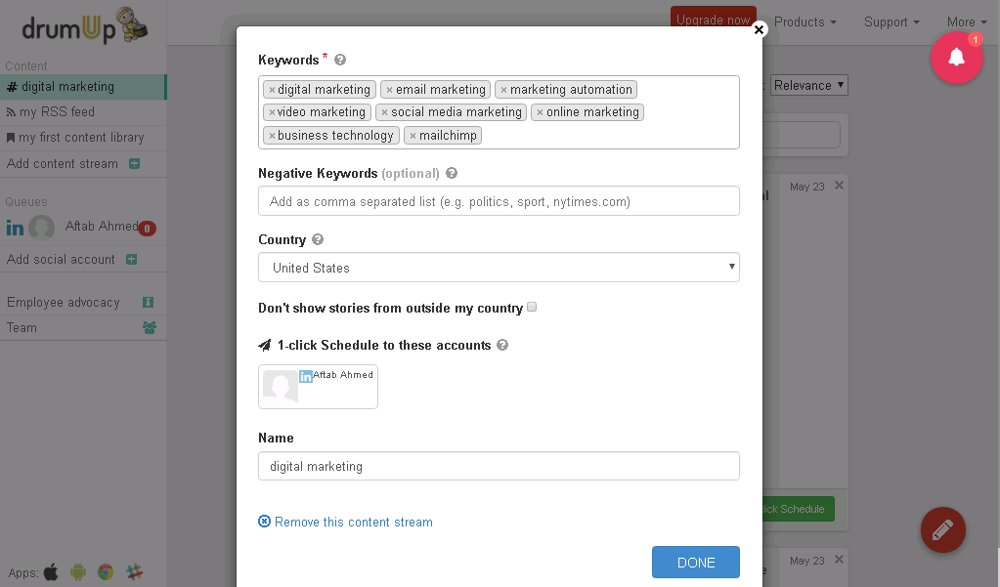 drumUp
Upgrade now
Products
Support
More
1
Content
# digital marketing
my RSS feed
my first content library
Add content stream
Queues
in
Aftab Ahmed
0
Add social account
Employee advocacy
Team
Apps:
Keywords *
× digital marketing × email marketing × marketing automation
× video marketing × social media marketing × online marketing
× business technology × mailchimp
Negative Keywords (optional)
Add as comma separated list (e.g. politics, sport, nytimes.com)
Country
United States
Don't show stories from outside my country
1-click Schedule to these accounts
in Aftab Ahmed
Name
digital marketing
Remove this content stream
DONE
Relevance
May 23
Schedule
May 23